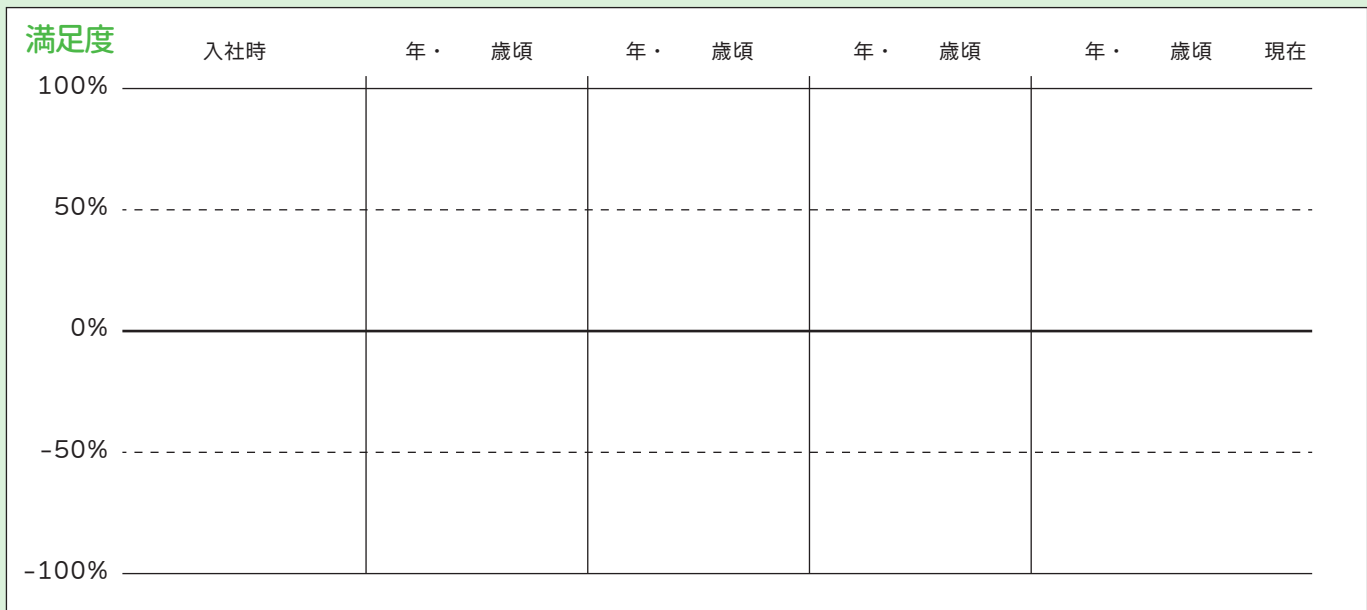 満足度
入社時 年・ 歳頃 年・ 歳頃 年・ 歳頃 年・ 歳頃 現在
100%
50%
0%
-50%
-100%